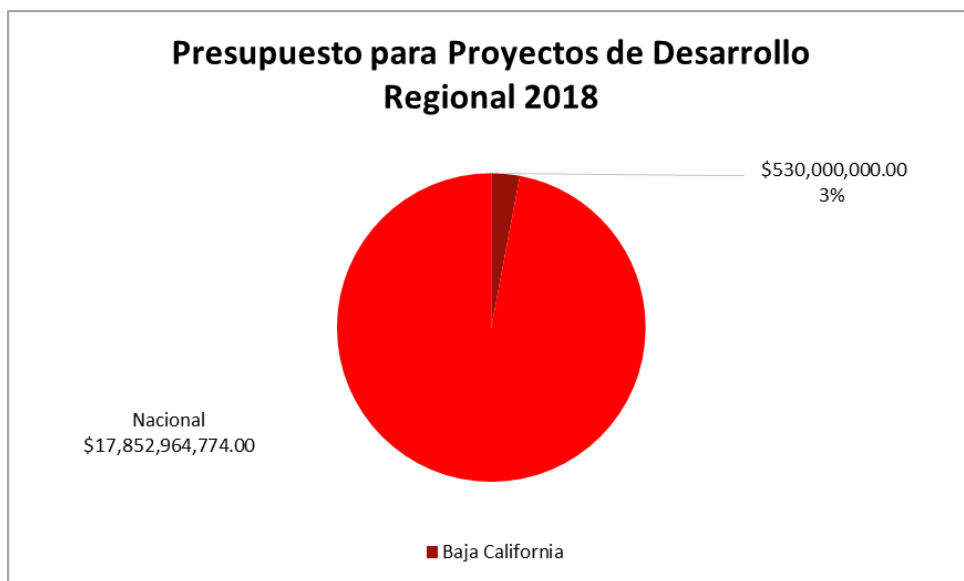 Presupuesto para Proyectos de Desarrollo
Regional 2018
$530,000,000.00
3%
Nacional
$17,852,964,774.00
Baja California